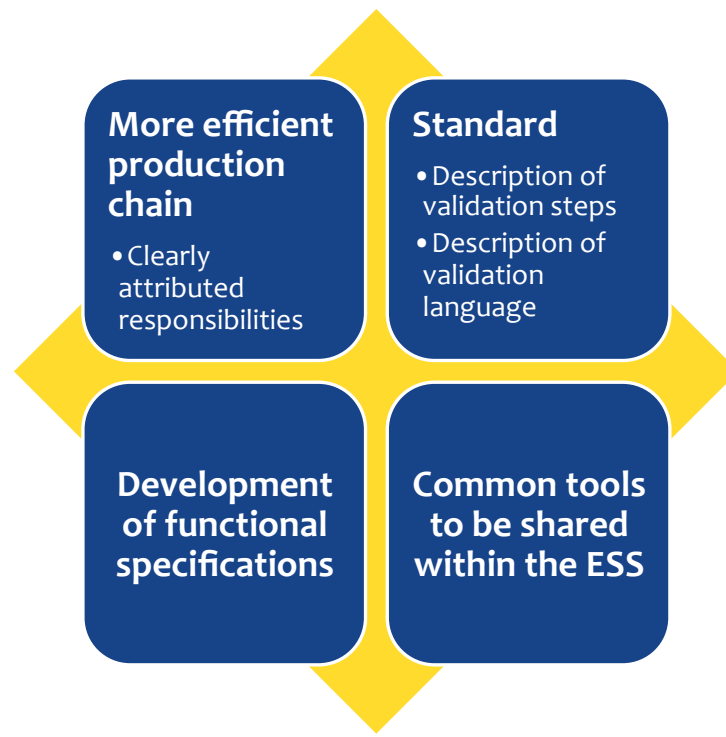 More efficient
production
chain
• Clearly
attributed
responsibilities
Standard
• Description of
validation steps
• Description of
validation
language
Development
of functional
specifications
Common tools
to be shared
within the ESS